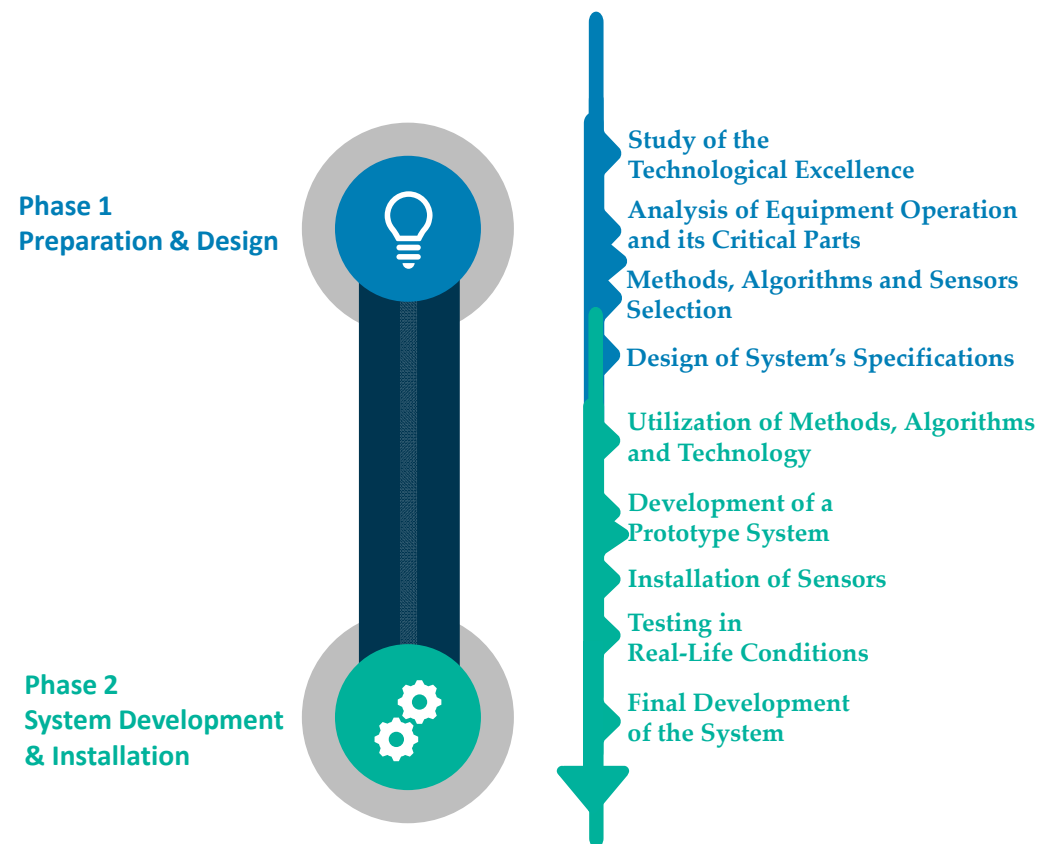 Phase 1
Preparation & Design
Study of the
Technological Excellence
Analysis of Equipment Operation
and its Critical Parts
Methods, Algorithms and Sensors
Selection
Design of System’s Specifications
Utilization of Methods, Algorithms
and Technology
Development of a
Prototype System
Installation of Sensors
Testing in
Real-Life Conditions
Phase 2
System Development
& Installation
Final Development
of the System